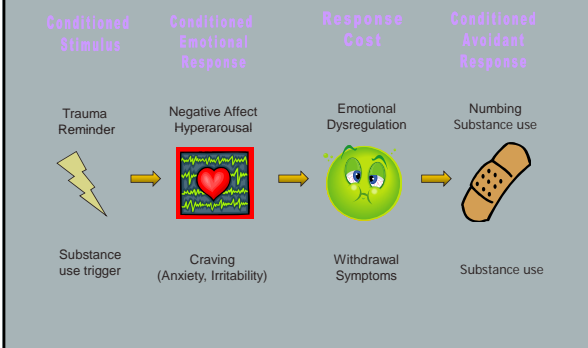 Conditioned
Stimulus
Conditioned
Emotional
Response
Response
Cost
Conditioned
Avoidant
Response
Trauma
Reminder
Negative Affect
Hyperarousal
Emotional
Dysregulation
Numbing
Substance use
Substance
use trigger
Craving
(Anxiety, Irritability)
Withdrawal
Symptoms
Substance use